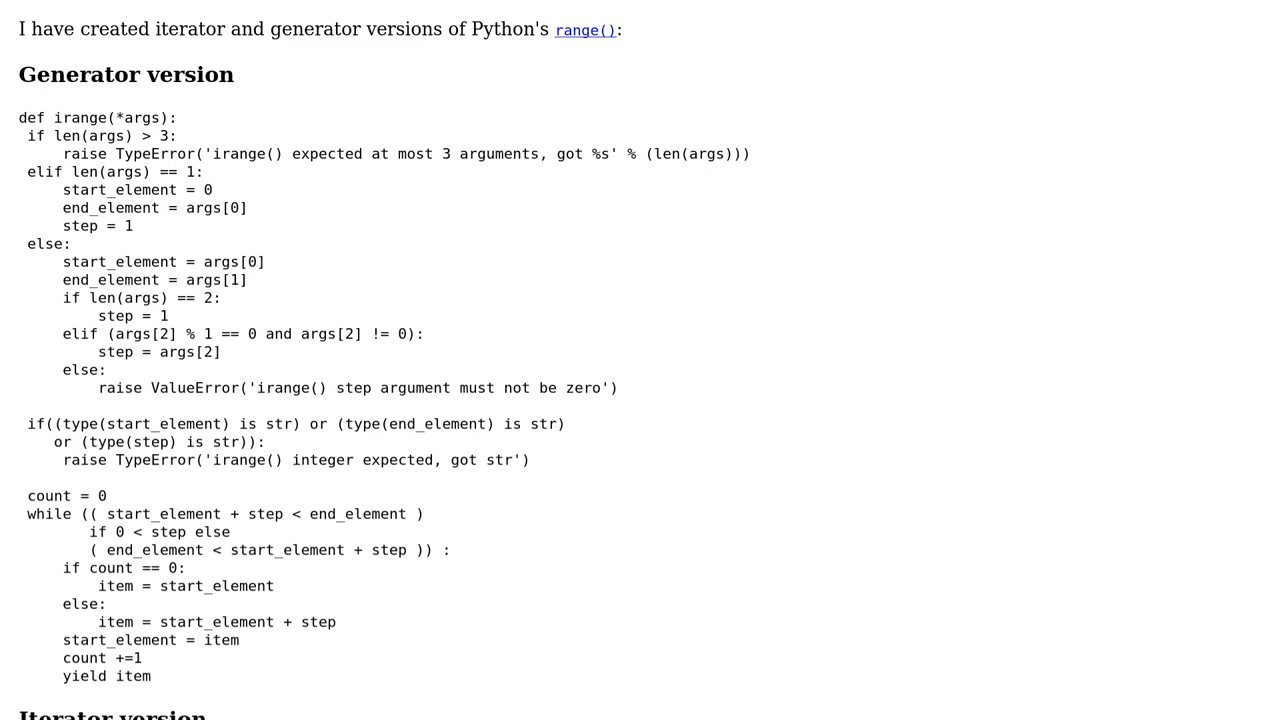 I have created iterator and generator versions of Python's range():
Generator version
def irange(*args):
 if len(args) > 3:
     raise TypeError('irange() expected at most 3 arguments, got %s' % (len(args)))
 elif len(args) == 1:
     start_element = 0
     end_element = args[0]
     step = 1
 else:
     start_element = args[0]
     end_element = args[1]
     if len(args) == 2:
         step = 1
     elif (args[2] % 1 == 0 and args[2] != 0):
         step = args[2]
     else:
         raise ValueError('irange() step argument must not be zero')
 if((type(start_element) is str) or (type(end_element) is str)
    or (type(step) is str)):
     raise TypeError('irange() integer expected, got str')
 count = 0
 while (( start_element + step < end_element )
        if 0 < step else
        ( end_element < start_element + step )) :
     if count == 0:
         item = start_element
     else:
         item = start_element + step
     start_element = item
     count +=1
     yield item
Iterator version